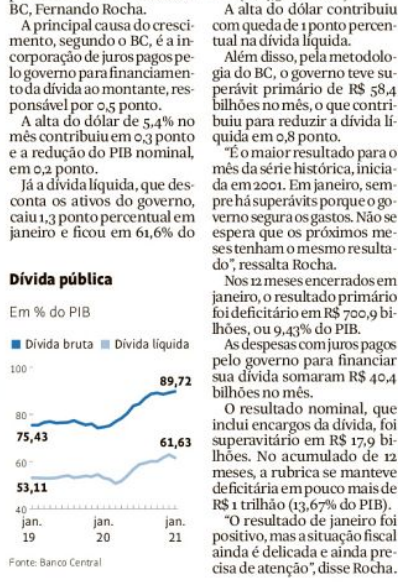 BC, Fernando Rocha.
A principal causa do cresci-
mento, segundo o BC, é a in-
corporação de juros pagos pe-
lo governo para financiamen-
to da dívida ao montante, res-
ponsável por 0,5 ponto.
A alta do dólar de 5,4% no
mês contribuiu em 0,3 ponto
e a redução do PIB nominal,
em 0,2 ponto.
Já a dívida líquida, que des-
conta os ativos do governo,
caiu 1,3 ponto percentual em
janeiro e ficou em 61,6% do
Dívida pública
Em % do PIB
Dívida bruta
Dívida líquida
100
89,72
80
75,43
61,63
60
53,11
40
jan. jan. jan.
19 20 21
Fonte: Banco Central
A alta do dólar contribuiu
com queda de 1 ponto percen-
tual na dívida líquida.
Além disso, pela metodolo-
gia do BC, o governo teve su-
perávit primário de R$ 58,4
bilhões no mês, o que contri-
buiu para reduzir a dívida lí-
quida em 0,8 ponto.
"É o maior resultado para o
mês da série histórica, inicia-
da em 2001. Em janeiro, sem-
pre há superávits porque o go-
verno segura os gastos. Não se
espera que os próximos me-
ses tenham o mesmo resulta-
do", ressalta Rocha.
Nos 12 meses encerrados em
janeiro, o resultado primário
foi deficitário em R$ 700,9 bi-
lhões, ou 9,43% do PIB.
As despesas com juros pagos
pelo governo para financiar
sua dívida somaram R$ 40,4
bilhões no mês.
O resultado nominal, que
inclui encargos da dívida, foi
superavitário em R$ 17,9 bi-
lhões. No acumulado de 12
meses, a rubrica se manteve
deficitária em pouco mais de
R$ 1 trilhão (13,67% do PIB).
"O resultado de janeiro foi
positivo, mas a situação fiscal
ainda é delicada e ainda pre-
cisa de atenção", disse Rocha.